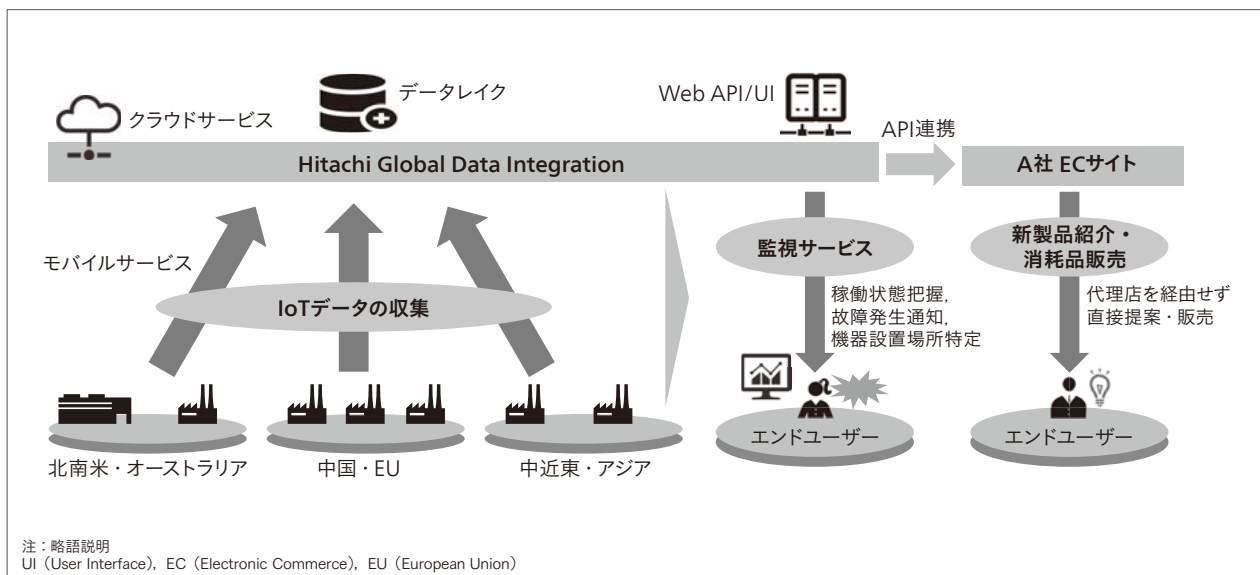 クラウドサービス
データレイク
Web API/UI
API連携
Hitachi Global Data Integration
A社 ECサイト
モバイルサービス
IoTデータの収集
監視サービス
新製品紹介・
消耗品販売
稼働状態把握,
故障発生通知,
機器設置場所特定
代理店を経由せず
直接提案・販売
北南米・オーストラリア
中国・EU
中近東・アジア
エンドユーザー
エンドユーザー
注：略語説明
UI（User Interface），EC（Electronic Commerce），EU（European Union）